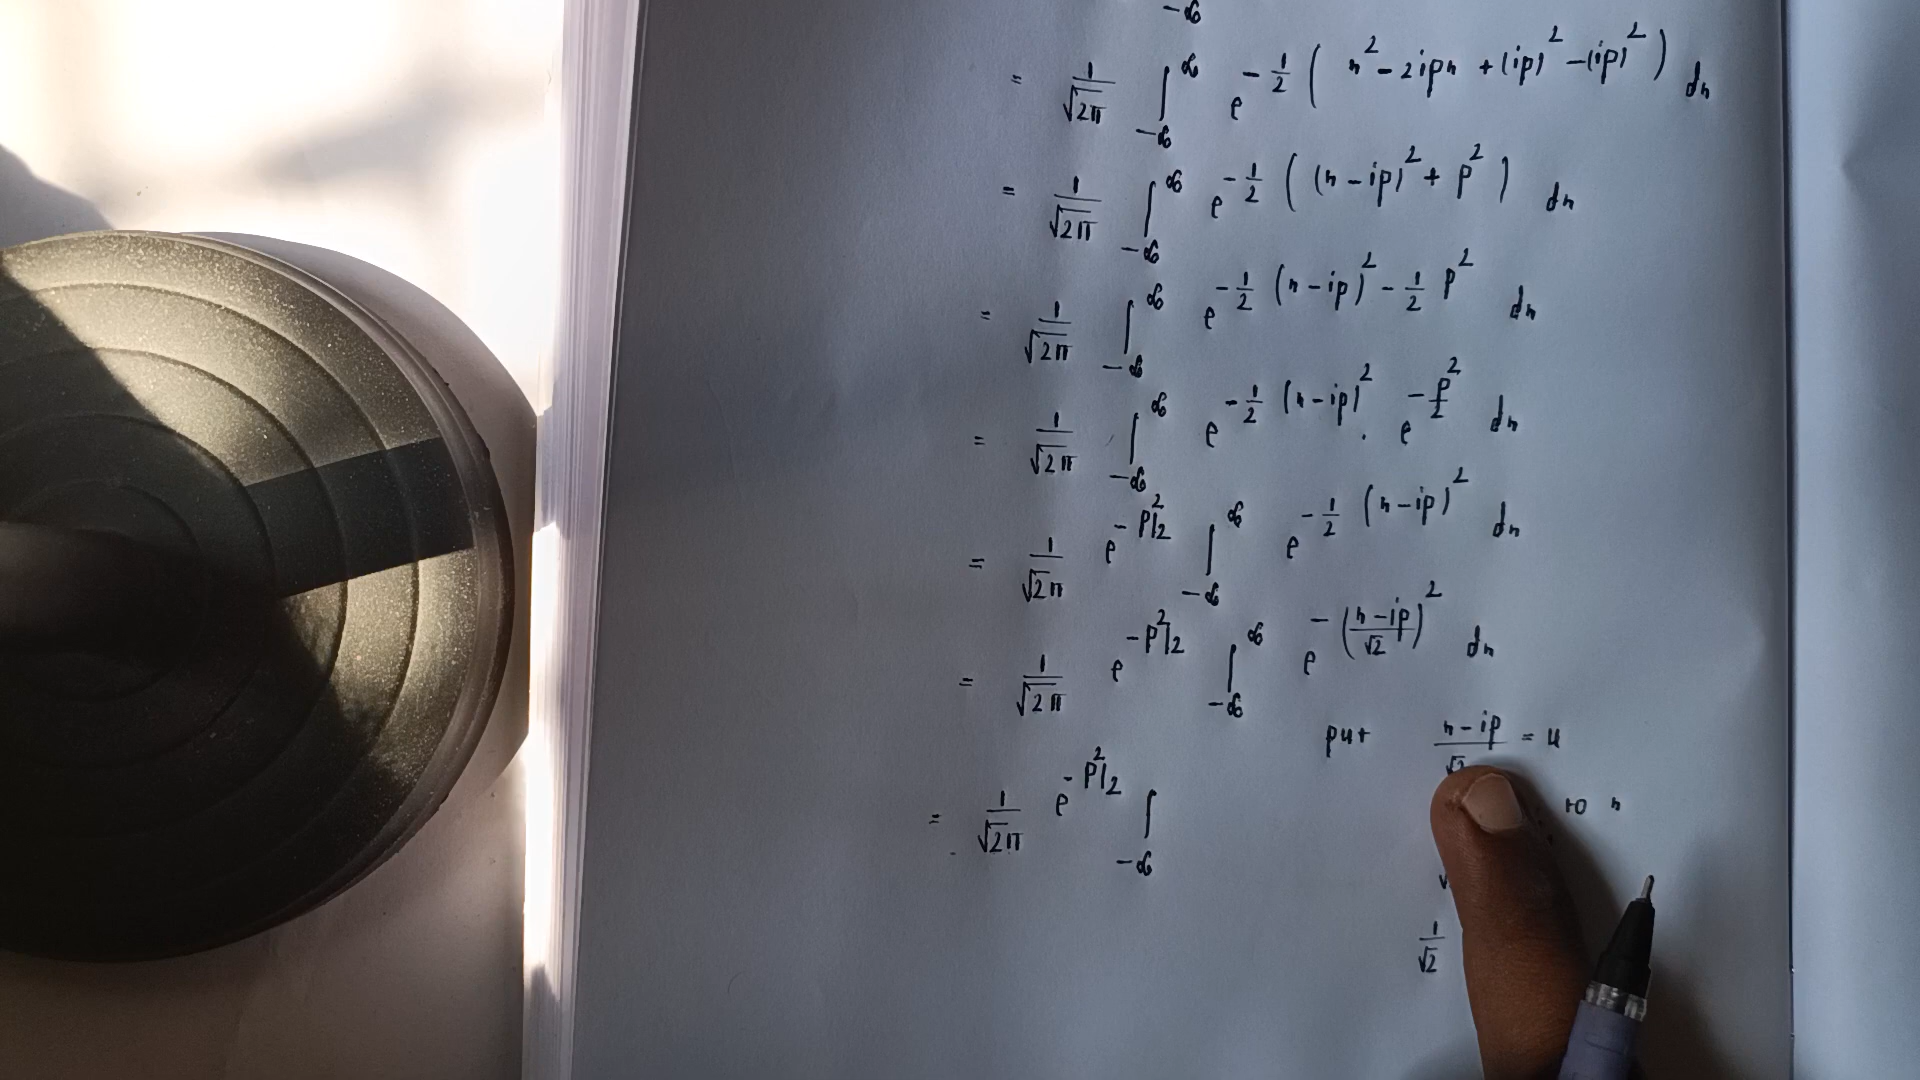 -∞
= 1/√2π ∫_{-∞}^{∞} e^{-1/2 ( x² - 2ipx + (ip)² - (ip)² )} dx
= 1/√2π ∫_{-∞}^{∞} e^{-1/2 ( (x - ip)² + p² )} dx
= 1/√2π ∫_{-∞}^{∞} e^{-1/2 (x - ip)² - 1/2 p²} dx
= 1/√2π ∫_{-∞}^{∞} e^{-1/2 (x - ip)²} . e^{-p²/2} dx
= 1/√2π e^{-p²/2} ∫_{-∞}^{∞} e^{-1/2 (x - ip)²} dx
= 1/√2π e^{-p²/2} ∫_{-∞}^{∞} e^{-((x - ip)/√2)²} dx
put (x - ip)/√2 = u
to x
= 1/√2π e^{-p²/2} ∫_{-∞}
1/√2